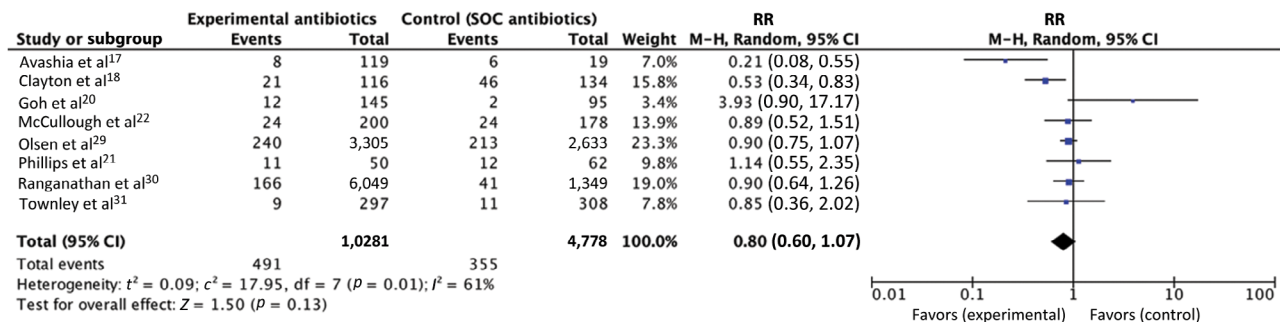 Experimental antibiotics Control (SOC antibiotics) RR RR
Study or subgroup Events Total Events Total Weight M-H, Random, 95% CI M-H, Random, 95% CI
Avashia et al17 8 119 6 19 7.0% 0.21 (0.08, 0.55)
Clayton et al18 21 116 46 134 15.8% 0.53 (0.34, 0.83)
Goh et al20 12 145 2 95 3.4% 3.93 (0.90, 17.17)
McCullough et al22 24 200 24 178 13.9% 0.89 (0.52, 1.51)
Olsen et al29 240 3,305 213 2,633 23.3% 0.90 (0.75, 1.07)
Phillips et al21 11 50 12 62 9.8% 1.14 (0.55, 2.35)
Ranganathan et al30 166 6,049 41 1,349 19.0% 0.90 (0.64, 1.26)
Townley et al31 9 297 11 308 7.8% 0.85 (0.36, 2.02)
Total (95% CI) 1,0281 4,778 100.0% 0.80 (0.60, 1.07)
Total events 491 355
Heterogeneity: t² = 0.09; c² = 17.95, df = 7 (p = 0.01); I² = 61%
Test for overall effect: Z = 1.50 (p = 0.13)
0.01 0.1 1 10 100
Favors (experimental) Favors (control)